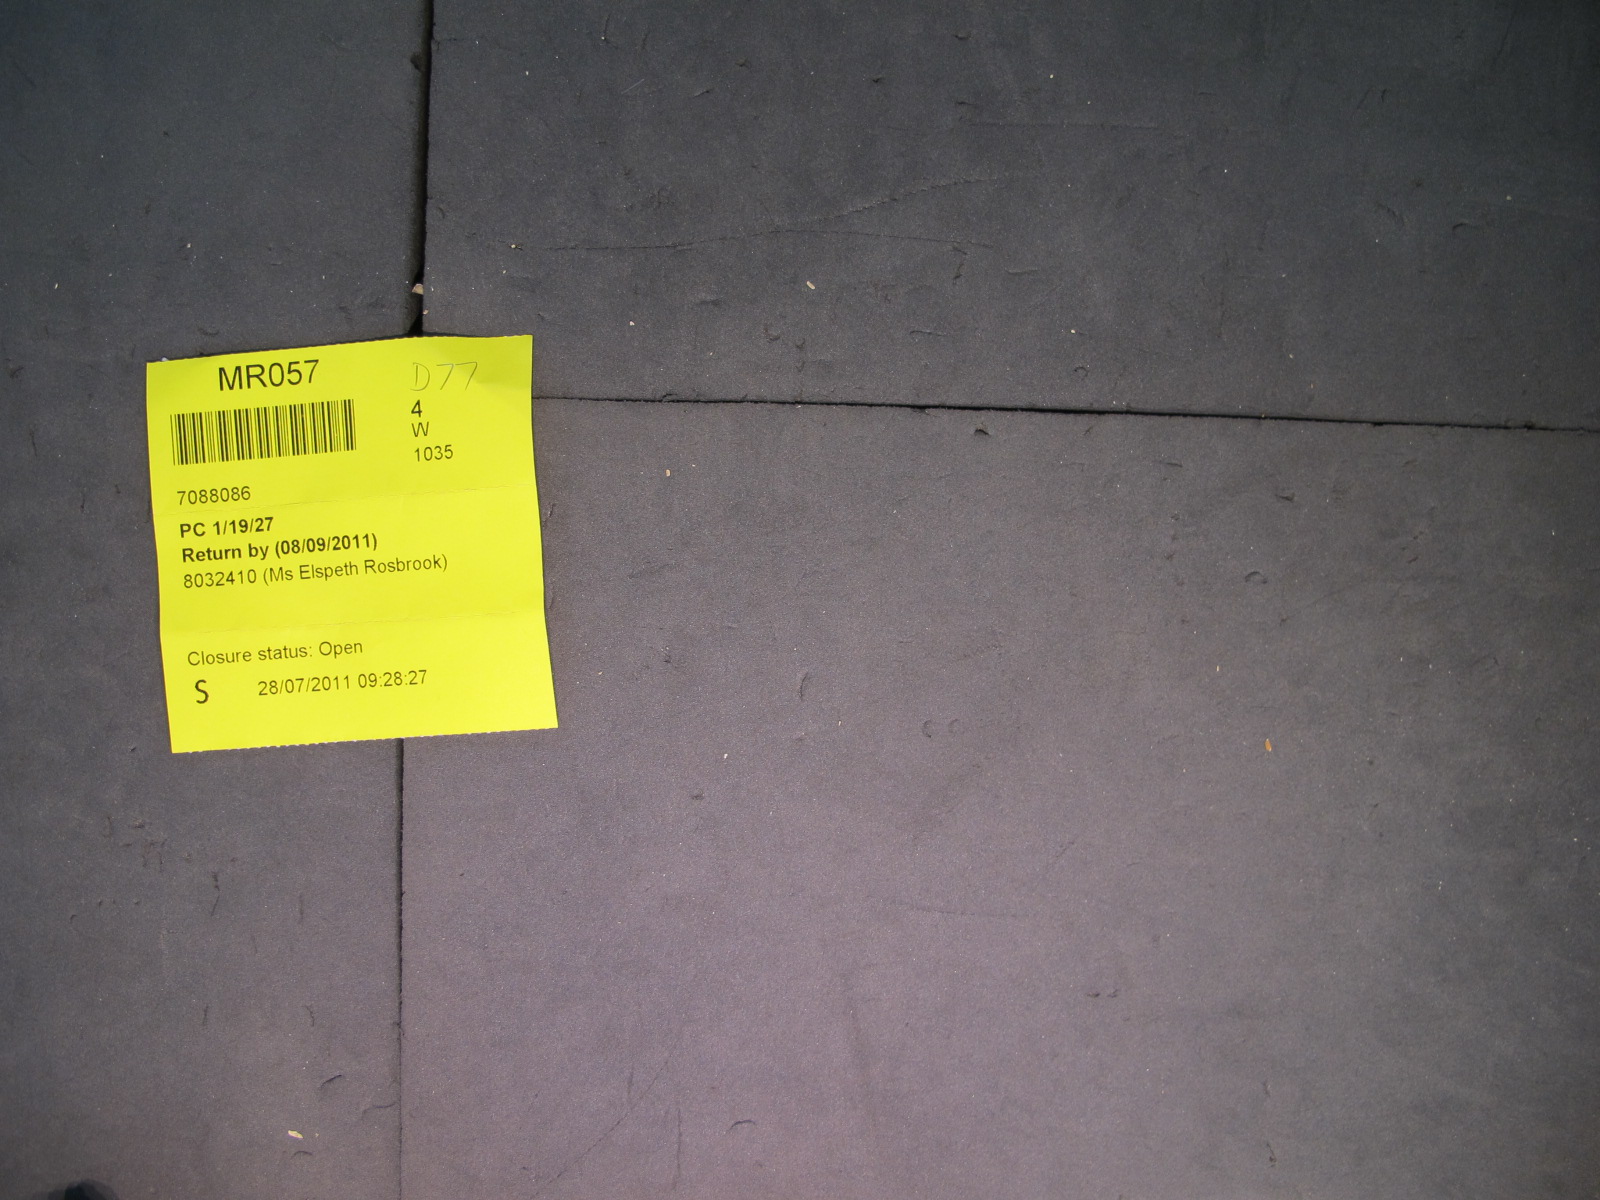 MR057
D77
4
W
1035
7088086
PC 1/19/27
Return by (08/09/2011)
8032410 (Ms Elspeth Rosbrook)
Closure status: Open
S 28/07/2011 09:28:27